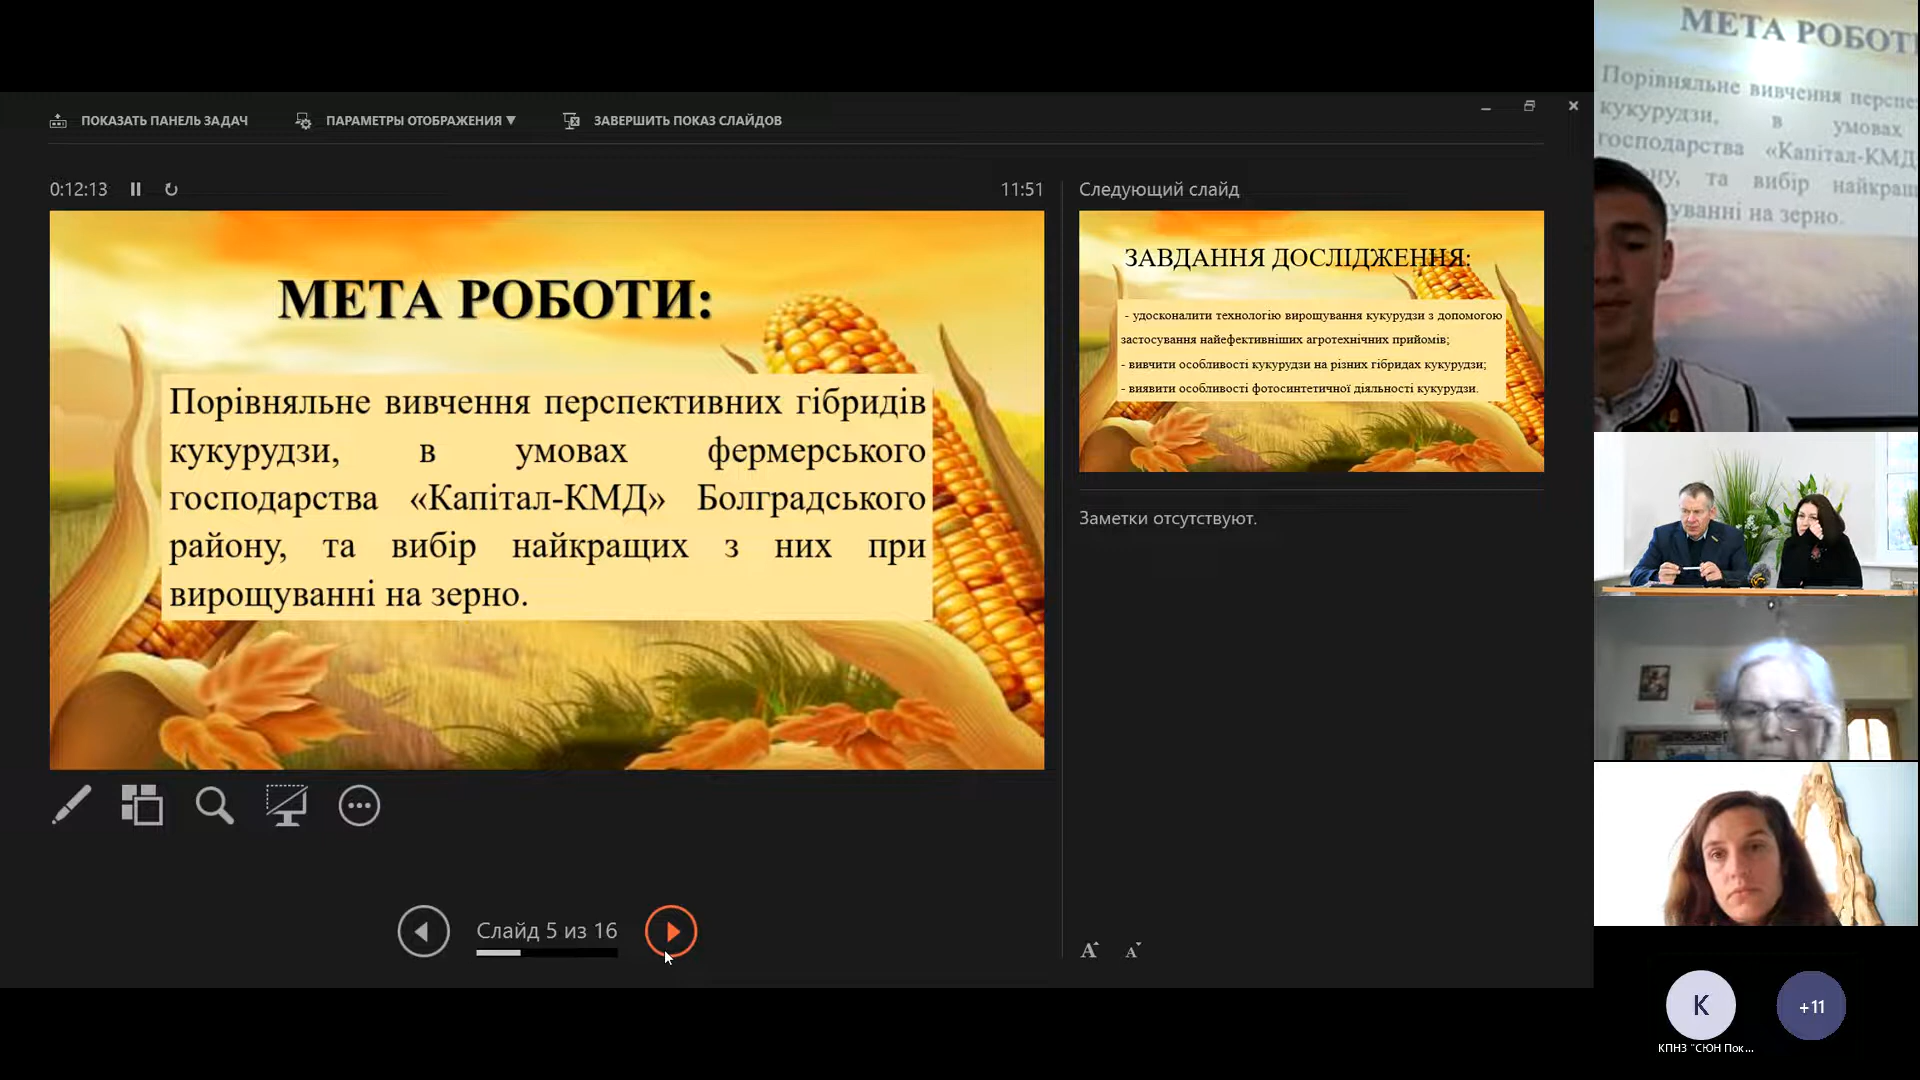 ПОКАЗАТЬ ПАНЕЛЬ ЗАДАЧ
ПАРАМЕТРЫ ОТОБРАЖЕНИЯ ▼
ЗАВЕРШИТЬ ПОКАЗ СЛАЙДОВ
0:12:13
11:51
МЕТА РОБОТИ:
Порівняльне вивчення перспективних гібридів
кукурудзи, в умовах фермерського
господарства «Капітал-КМД» Болградського
району, та вибір найкращих з них при
вирощуванні на зерно.
Слайд 5 из 16
Следующий слайд
ЗАВДАННЯ ДОСЛІДЖЕННЯ:
- удосконалити технологію вирощування кукурудзи з допомогою
застосування найефективніших агротехнічних прийомів;
- вивчити особливості кукурудзи на різних гібридах кукурудзи;
- виявити особливості фотосинтетичної діяльності кукурудзи.
Заметки отсутствуют.
A A
МЕТА РОБОТИ
Порівняльне вивчення перспе
кукурудзи, в умовах
господарства «Капітал-КМД
ну, та вибір найкращ
уванні на зерно.
К
+11
КПНЗ "СЮН Пок...